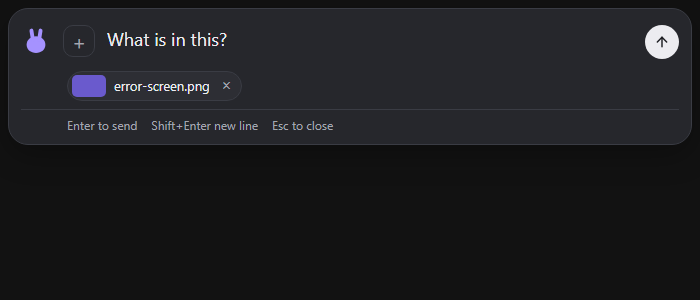 What is in this?
error-screen.png ×
Enter to send Shift+Enter new line Esc to close